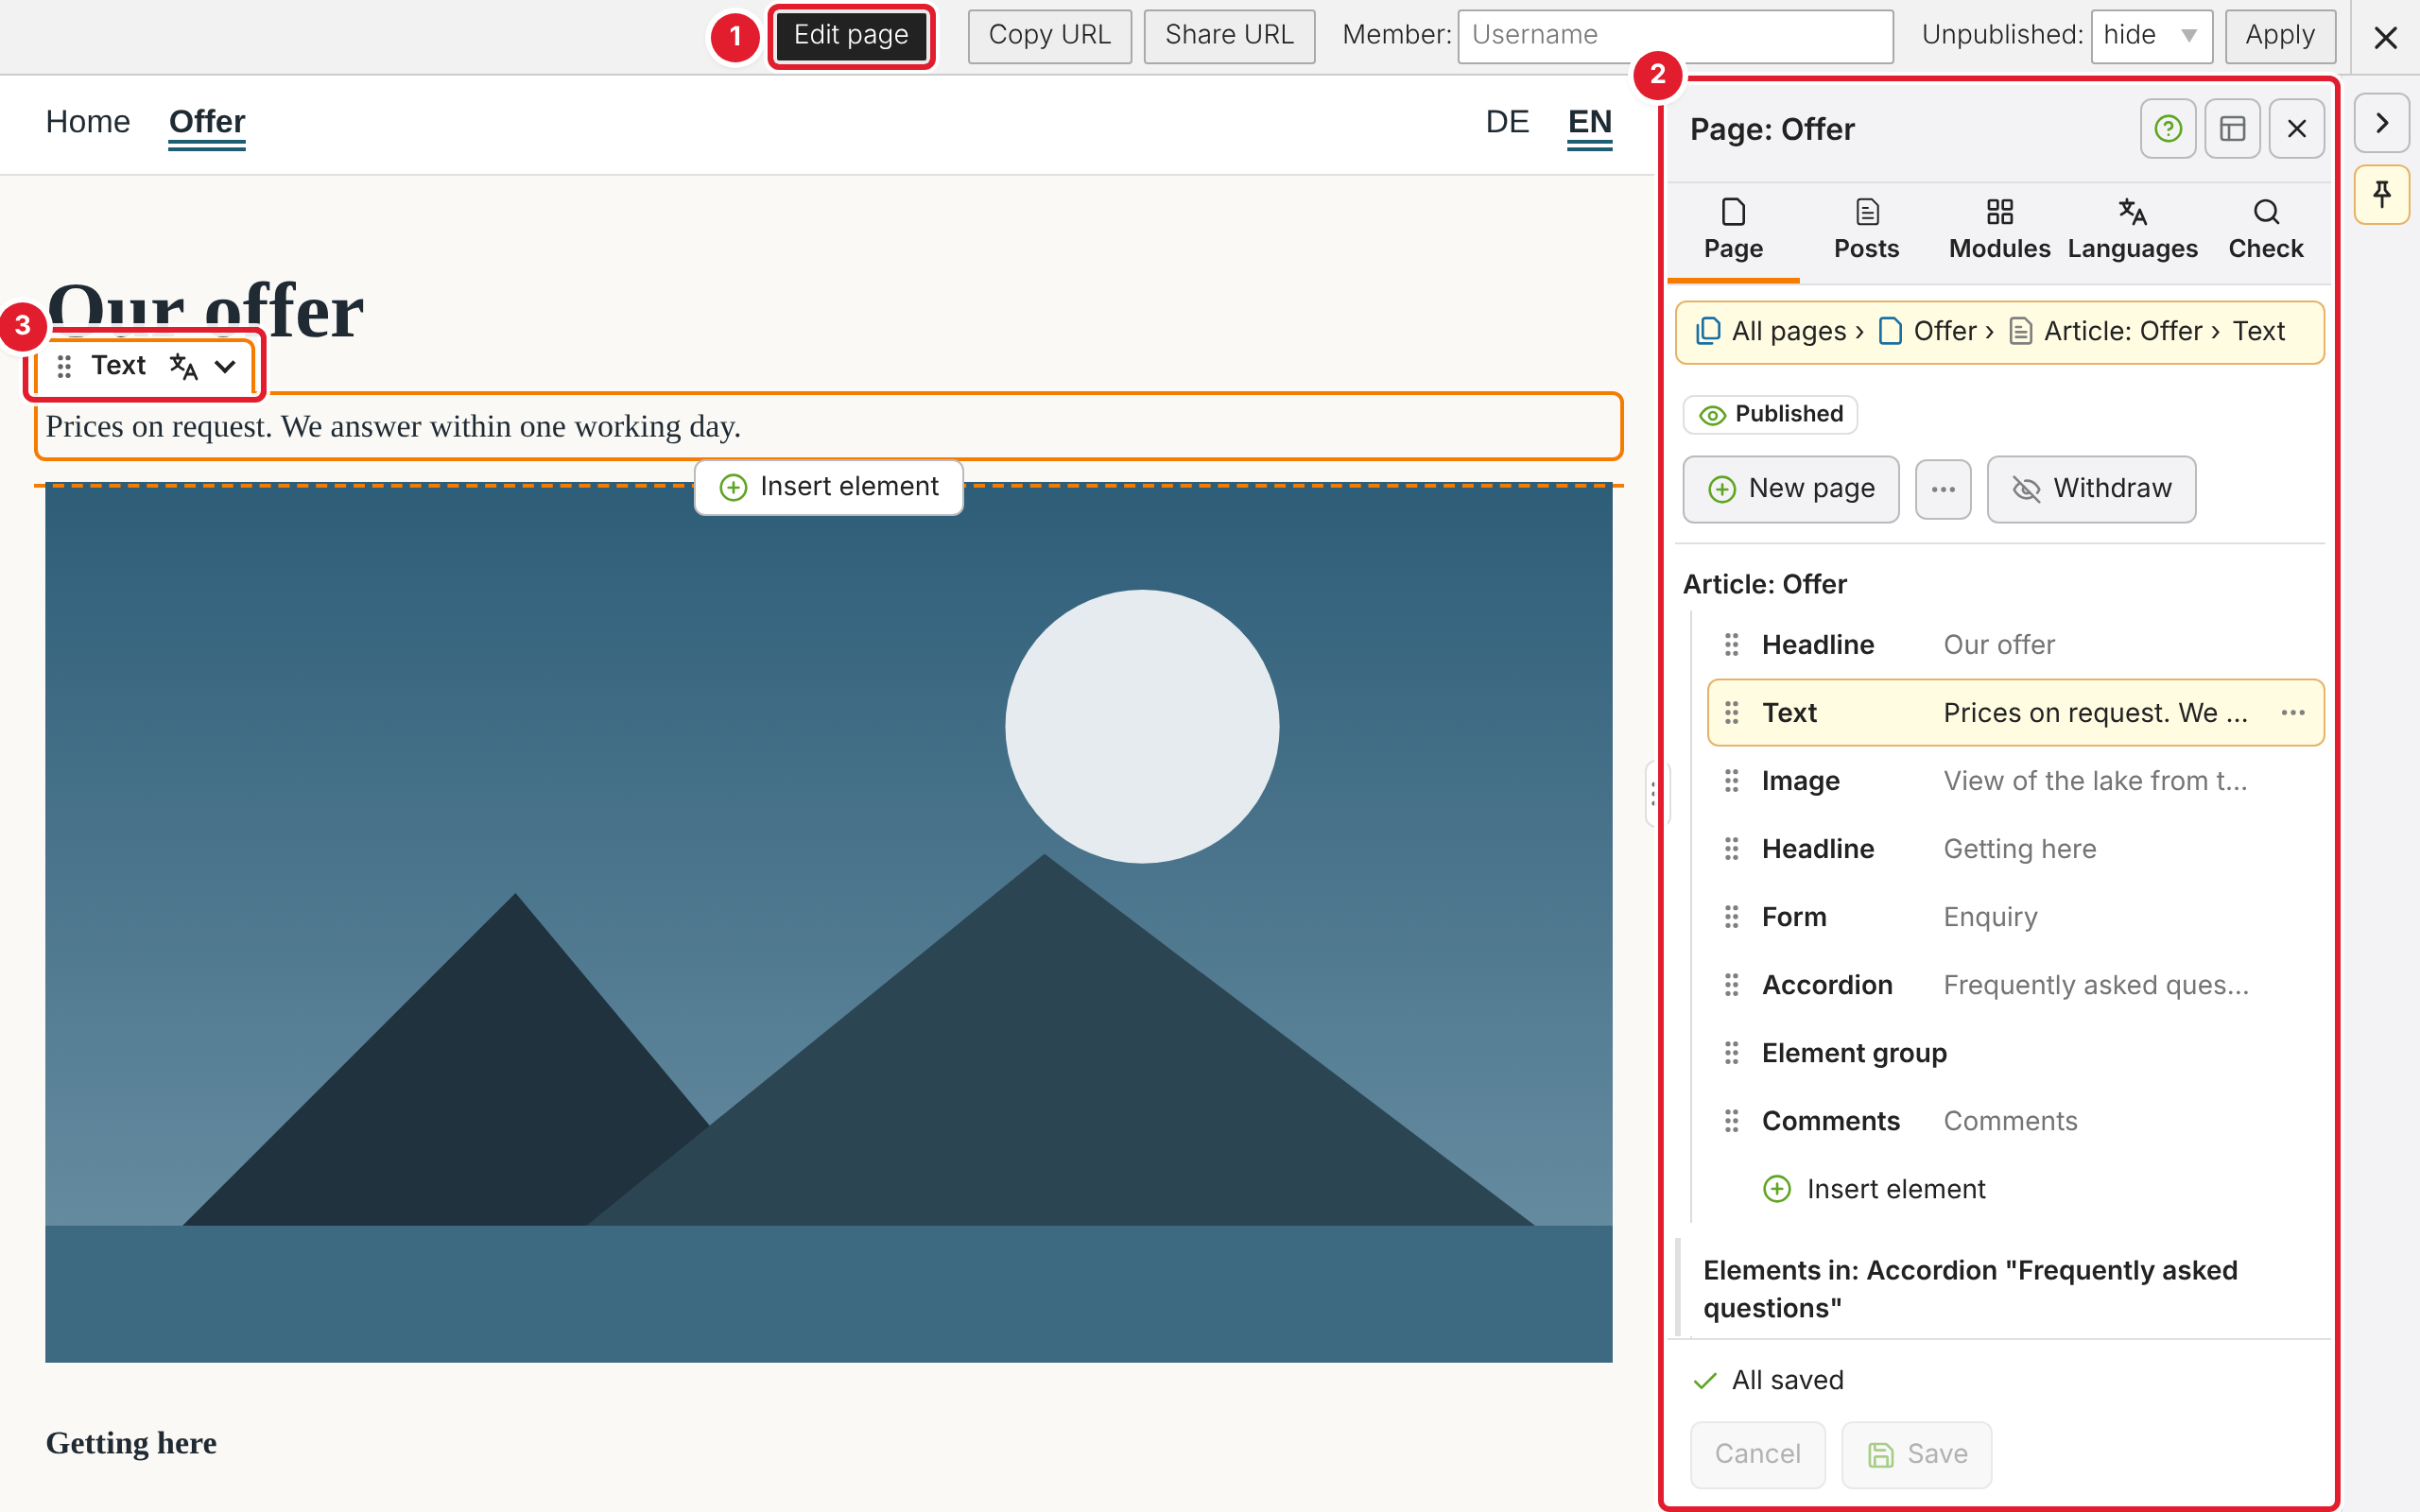 1 Edit page Copy URL Share URL Member: Username Unpublished: hide Apply
2
Home Offer DE EN
Our offer
3
Text
Prices on request. We answer within one working day.
Insert element
Getting here
Page: Offer
Page Posts Modules Languages Check
All pages › Offer › Article: Offer › Text
Published
New page Withdraw
Article: Offer
Headline Our offer
Text Prices on request. We ...
Image View of the lake from t...
Headline Getting here
Form Enquiry
Accordion Frequently asked ques...
Element group
Comments Comments
Insert element
Elements in: Accordion "Frequently asked
questions"
All saved
Cancel Save